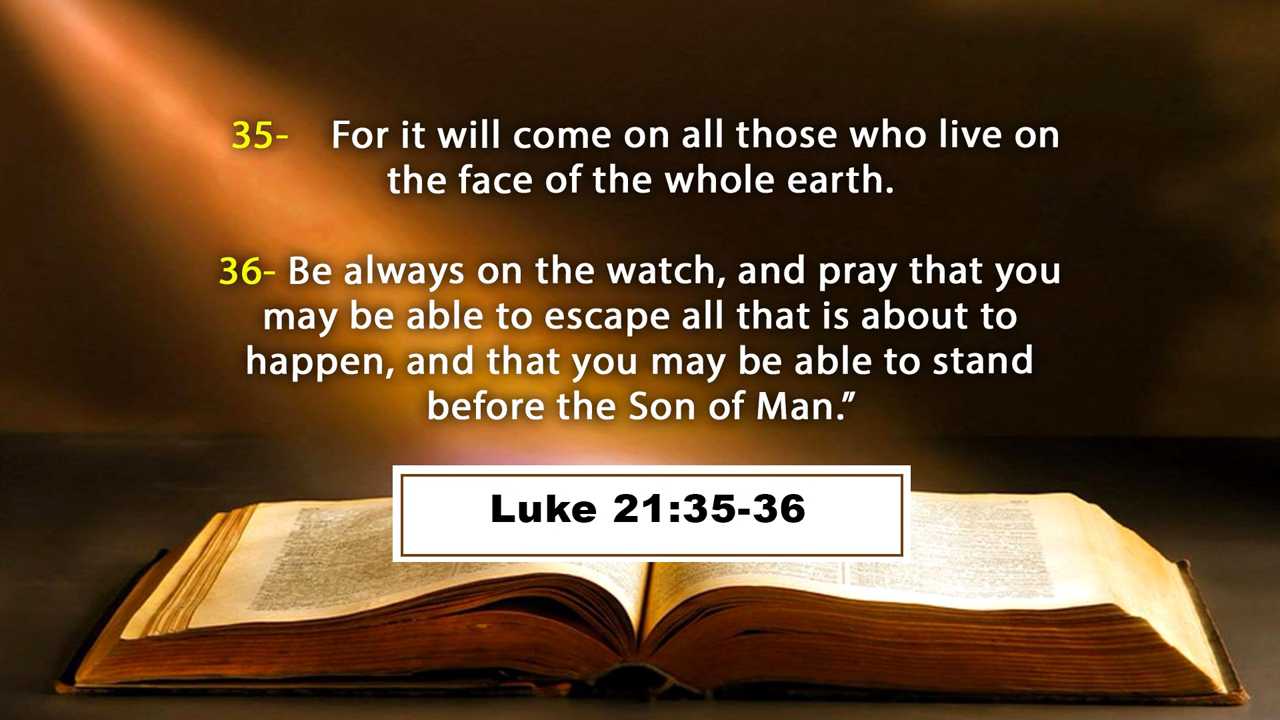 35- For it will come on all those who live on
the face of the whole earth.
36- Be always on the watch, and pray that you
may be able to escape all that is about to
happen, and that you may be able to stand
before the Son of Man.”
Luke 21:35-36